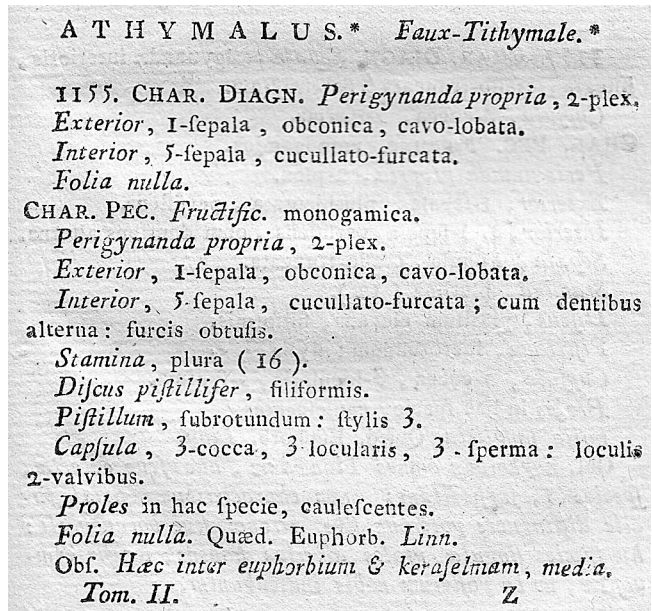 ATHYMALUS.* Faux-Tithymale.*
1155. CHAR. DIAGN. Perigynanda propria, 2-plex.
Exterior, 1-ſepala, obconica, cavo-lobata.
Interior, 5-ſepala, cucullato-furcata.
Folia nulla.
CHAR. PEC. Fructific. monogamica.
Perigynanda propria, 2-plex.
Exterior, 1-ſepala, obconica, cavo-lobata.
Interior, 5-ſepala, cucullato-furcata; cum dentibus
alterna: furcis obtuſis.
Stamina, plura (16).
Diſcus piſtillifer, filiformis.
Piſtillum, ſubrotundum: ſtylis 3.
Capſula, 3-cocca, 3-locularis, 3-ſperma: loculis
2-valvibus.
Proles in hac ſpecie, cauleſcentes.
Folia nulla. Quæd. Euphorb. Linn.
Obſ. Hæc inter euphorbium & keraſelmam, media.
Tom. II. Z